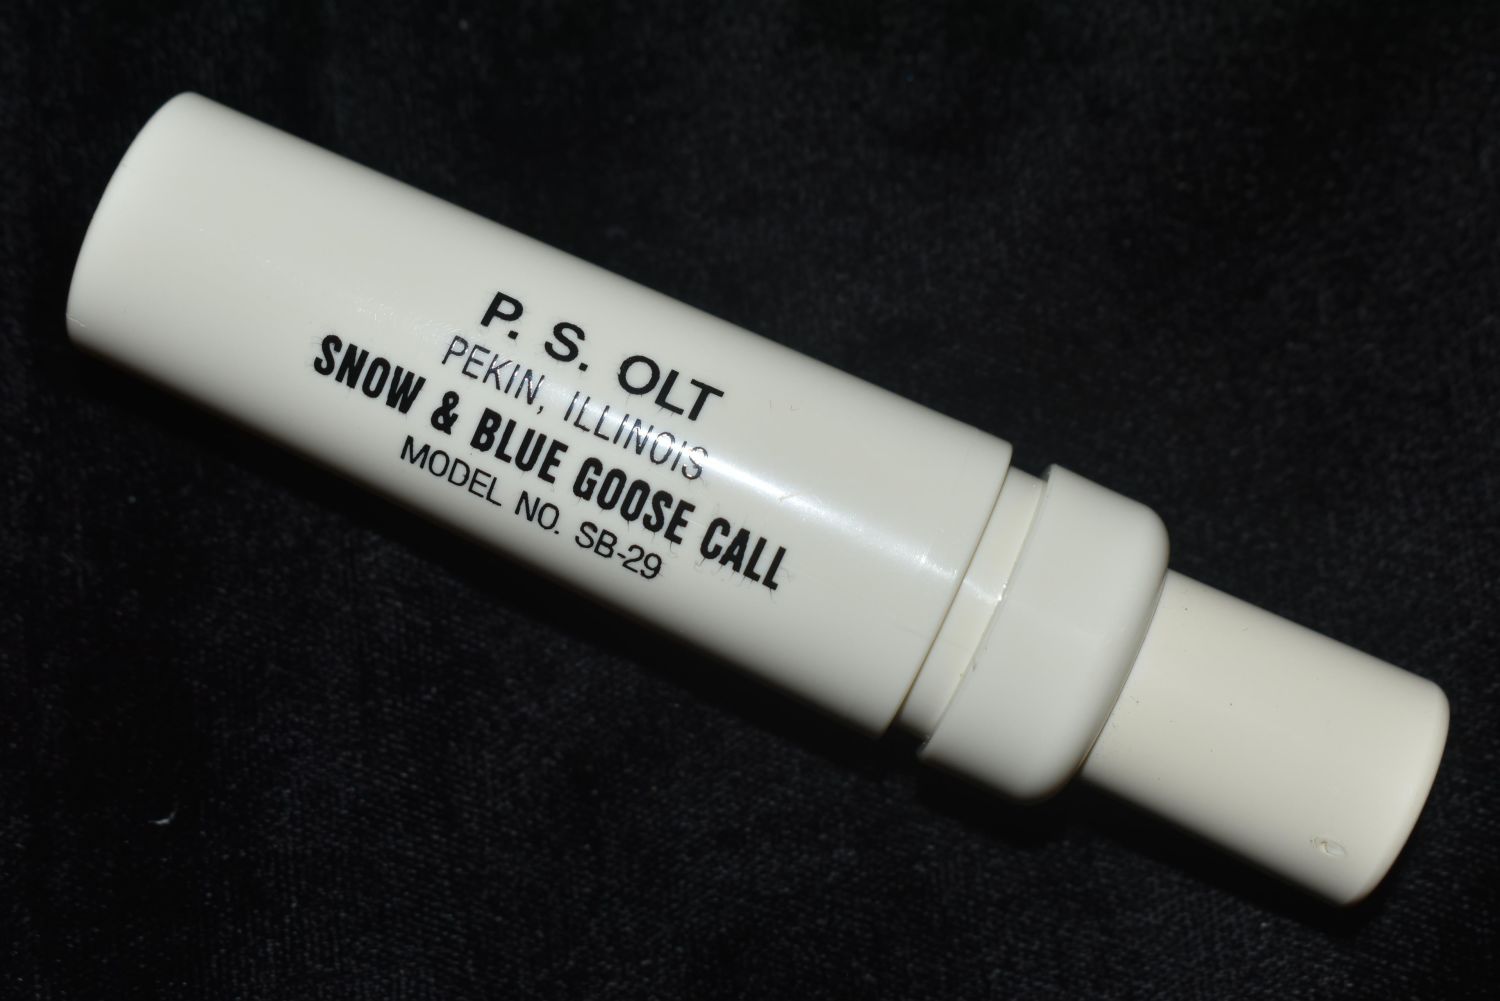 P. S. OLT
PEKIN, ILLINOIS
SNOW & BLUE GOOSE CALL
MODEL NO. SB-29